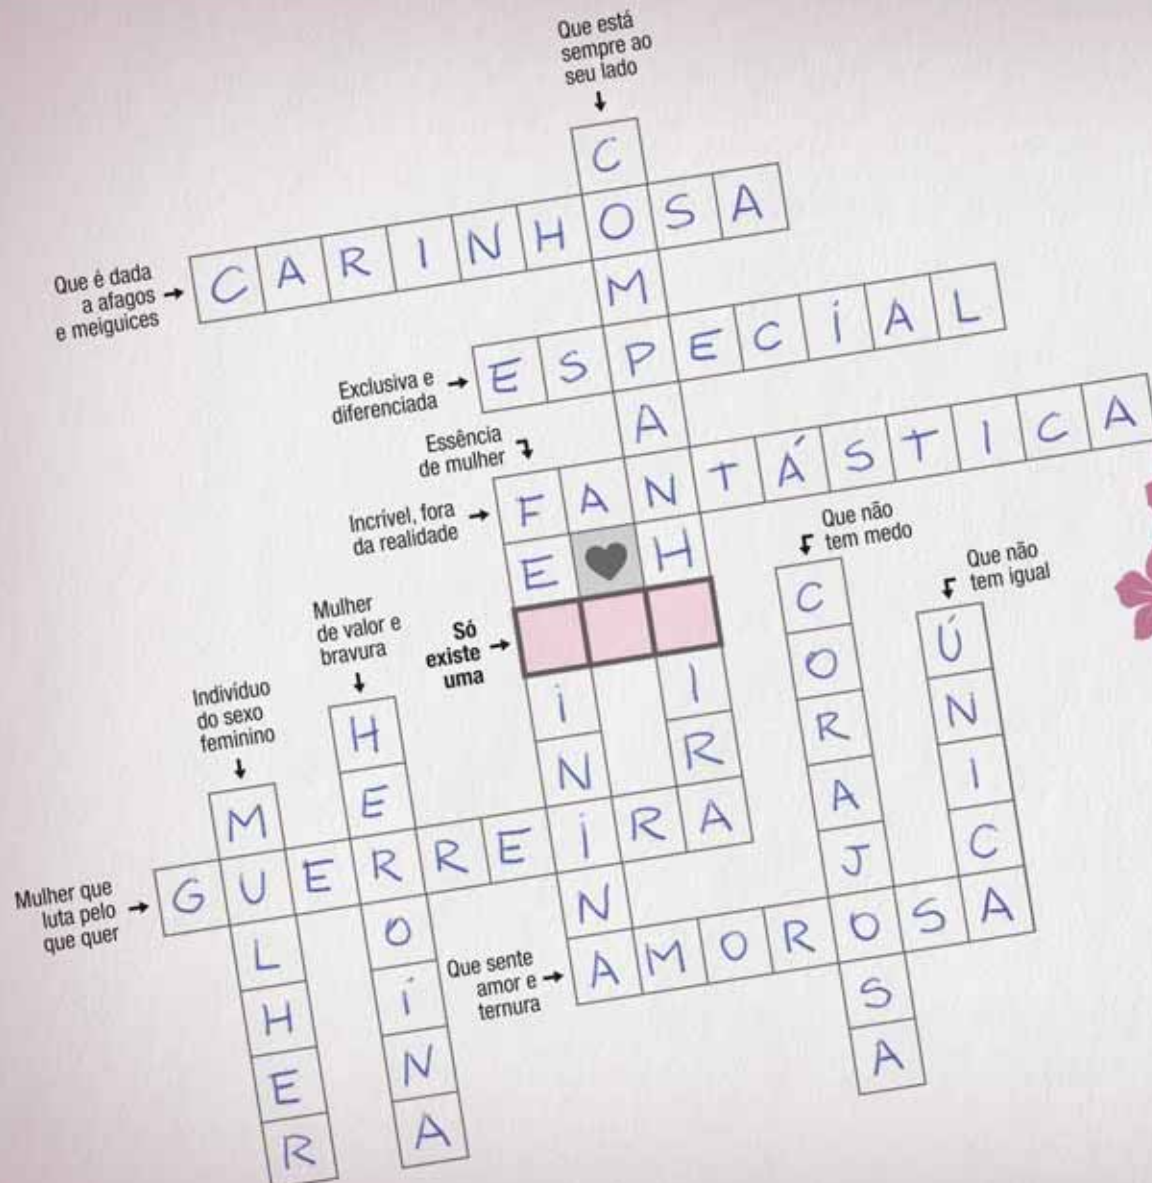 Que está
sempre ao
seu lado
C
Que é dada
a afagos
e meiguices
CARINHOSA
M
Exclusiva e
diferenciada
ESPECIAL
A
Essência
de mulher
Incrível, fora
da realidade
FANTÁSTICA
E H
Que não
tem medo
Que não
tem igual
Mulher
de valor e
bravura
Só
existe
uma
Indivíduo
do sexo
feminino
I I
N R
H
E
M
Mulher que
luta pelo
que quer
GUERREIRA
N
L
H
E
R
O
I
N
A
C
O
R
A
J
Ú
N
I
C
Que sente
amor e
ternura
AMOROSA
S
A